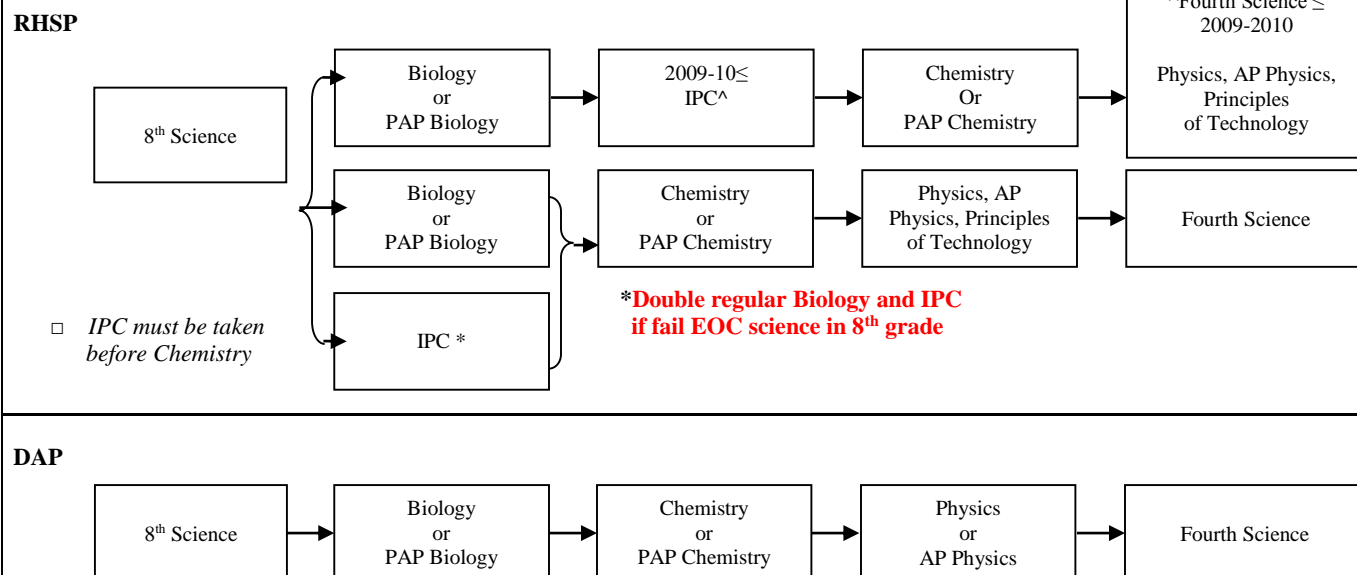 RHSP
8th Science
Biology
or
PAP Biology
2009-10≤
IPC^
Chemistry
Or
PAP Chemistry
Fourth Science ≤
2009-2010
Physics, AP Physics,
Principles
of Technology
Biology
or
PAP Biology
Chemistry
or
PAP Chemistry
Physics, AP
Physics, Principles
of Technology
Fourth Science
IPC *
*Double regular Biology and IPC
if fail EOC science in 8th grade
□ IPC must be taken
before Chemistry
DAP
8th Science
Biology
or
PAP Biology
Chemistry
or
PAP Chemistry
Physics
or
AP Physics
Fourth Science